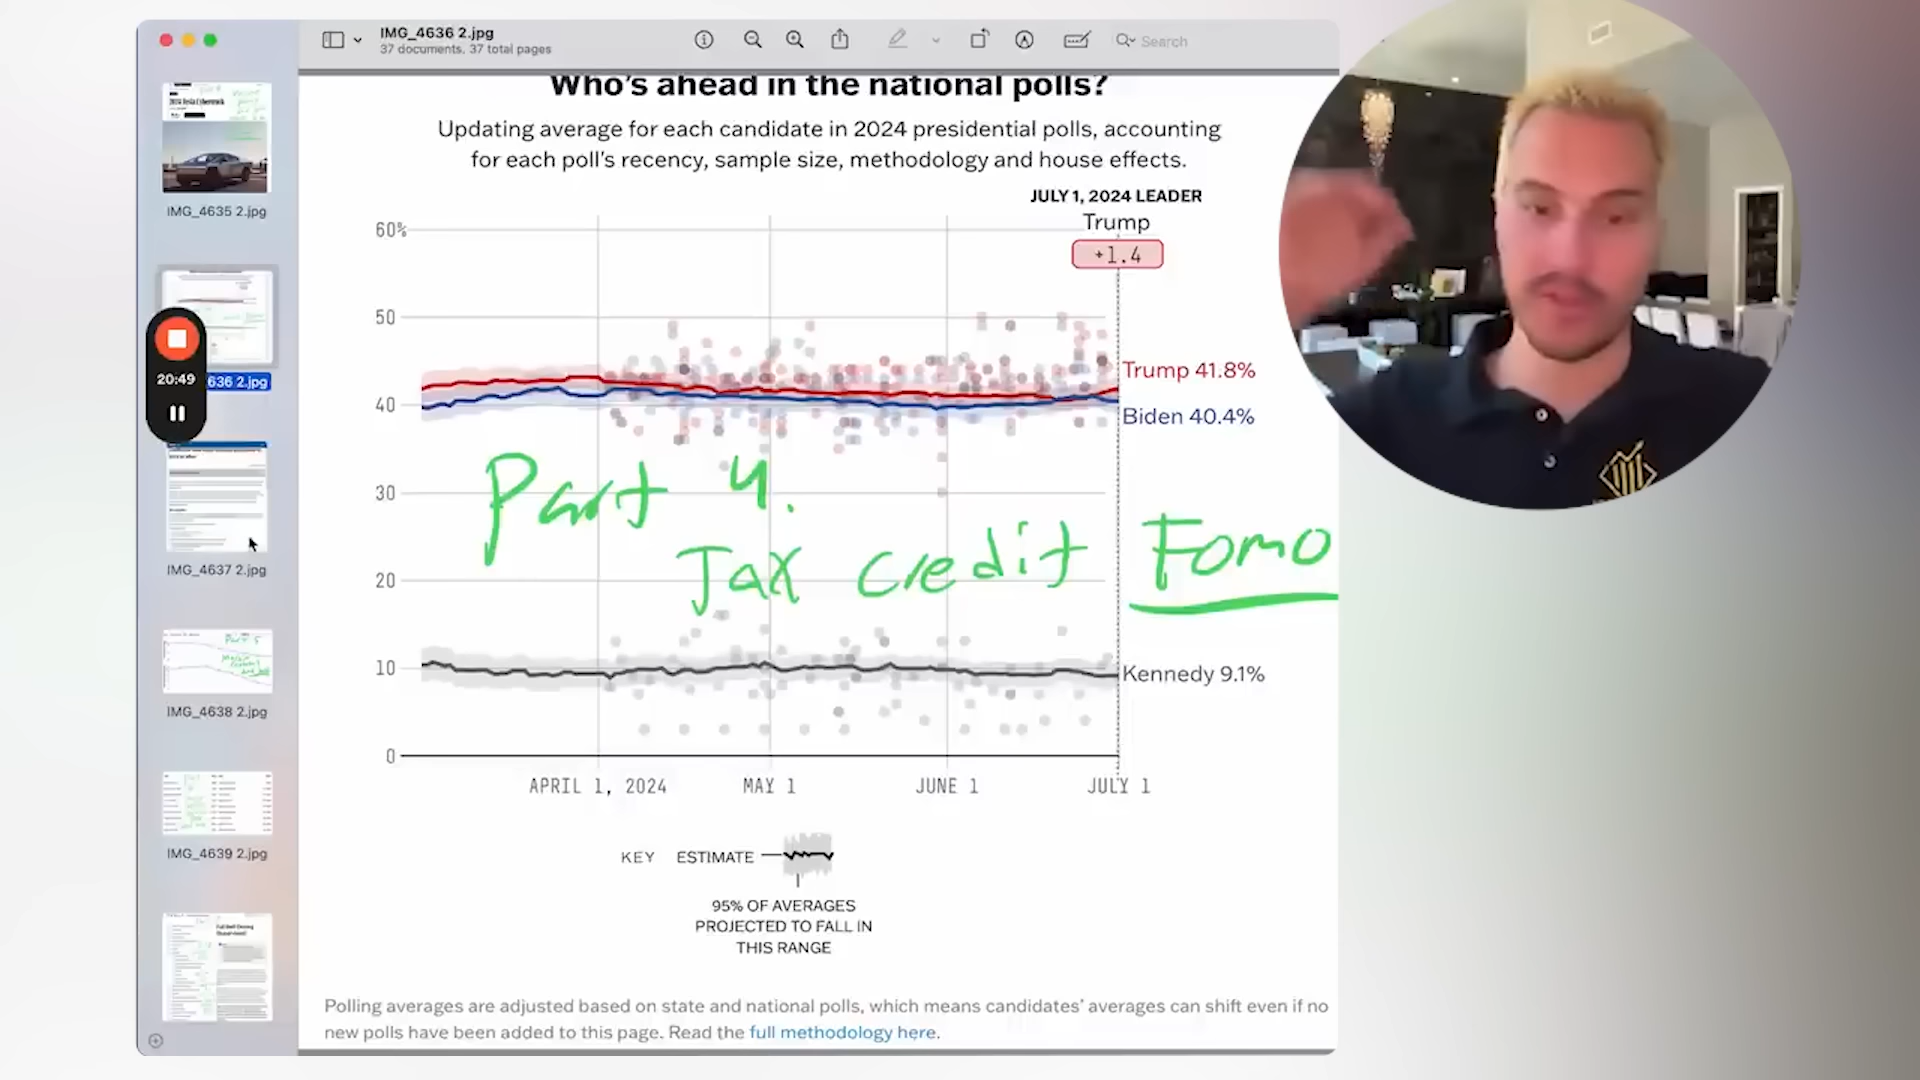 IMG_4636 2.jpg
37 documents, 37 total pages
Search
IMG_4635 2.jpg
20:49
636 2.jpg
IMG_4637 2.jpg
Part 5
IMG_4638 2.jpg
IMG_4639 2.jpg
Who's ahead in the national polls?
Updating average for each candidate in 2024 presidential polls, accounting
for each poll's recency, sample size, methodology and house effects.
JULY 1, 2024 LEADER
Trump
+1.4
60%
50
40
30
20
10
0
Trump 41.8%
Biden 40.4%
Kennedy 9.1%
Part 4.
Tax credit Fomo
APRIL 1, 2024 MAY 1 JUNE 1 JULY 1
KEY ESTIMATE
95% OF AVERAGES
PROJECTED TO FALL IN
THIS RANGE
Polling averages are adjusted based on state and national polls, which means candidates' averages can shift even if no
new polls have been added to this page. Read the full methodology here.